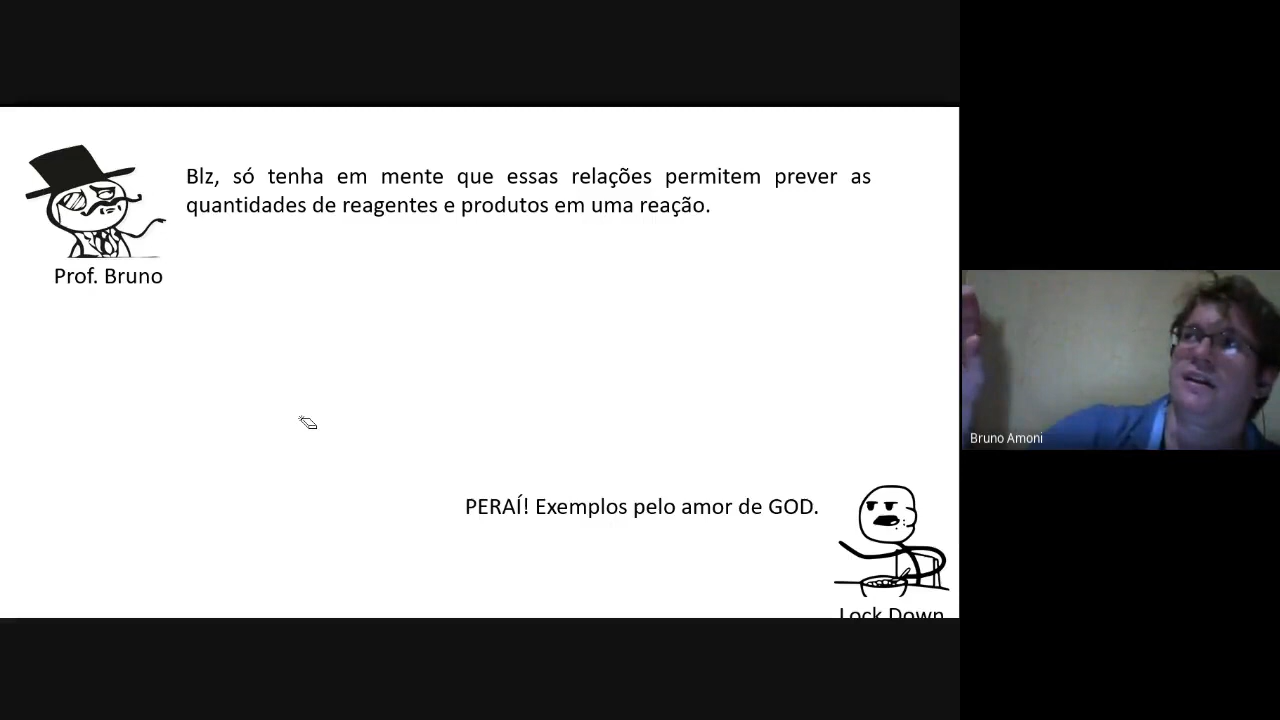 Blz, só tenha em mente que essas relações permitem prever as
quantidades de reagentes e produtos em uma reação.
Prof. Bruno
Bruno Amoni
PERAÍ! Exemplos pelo amor de GOD.
Lock Down